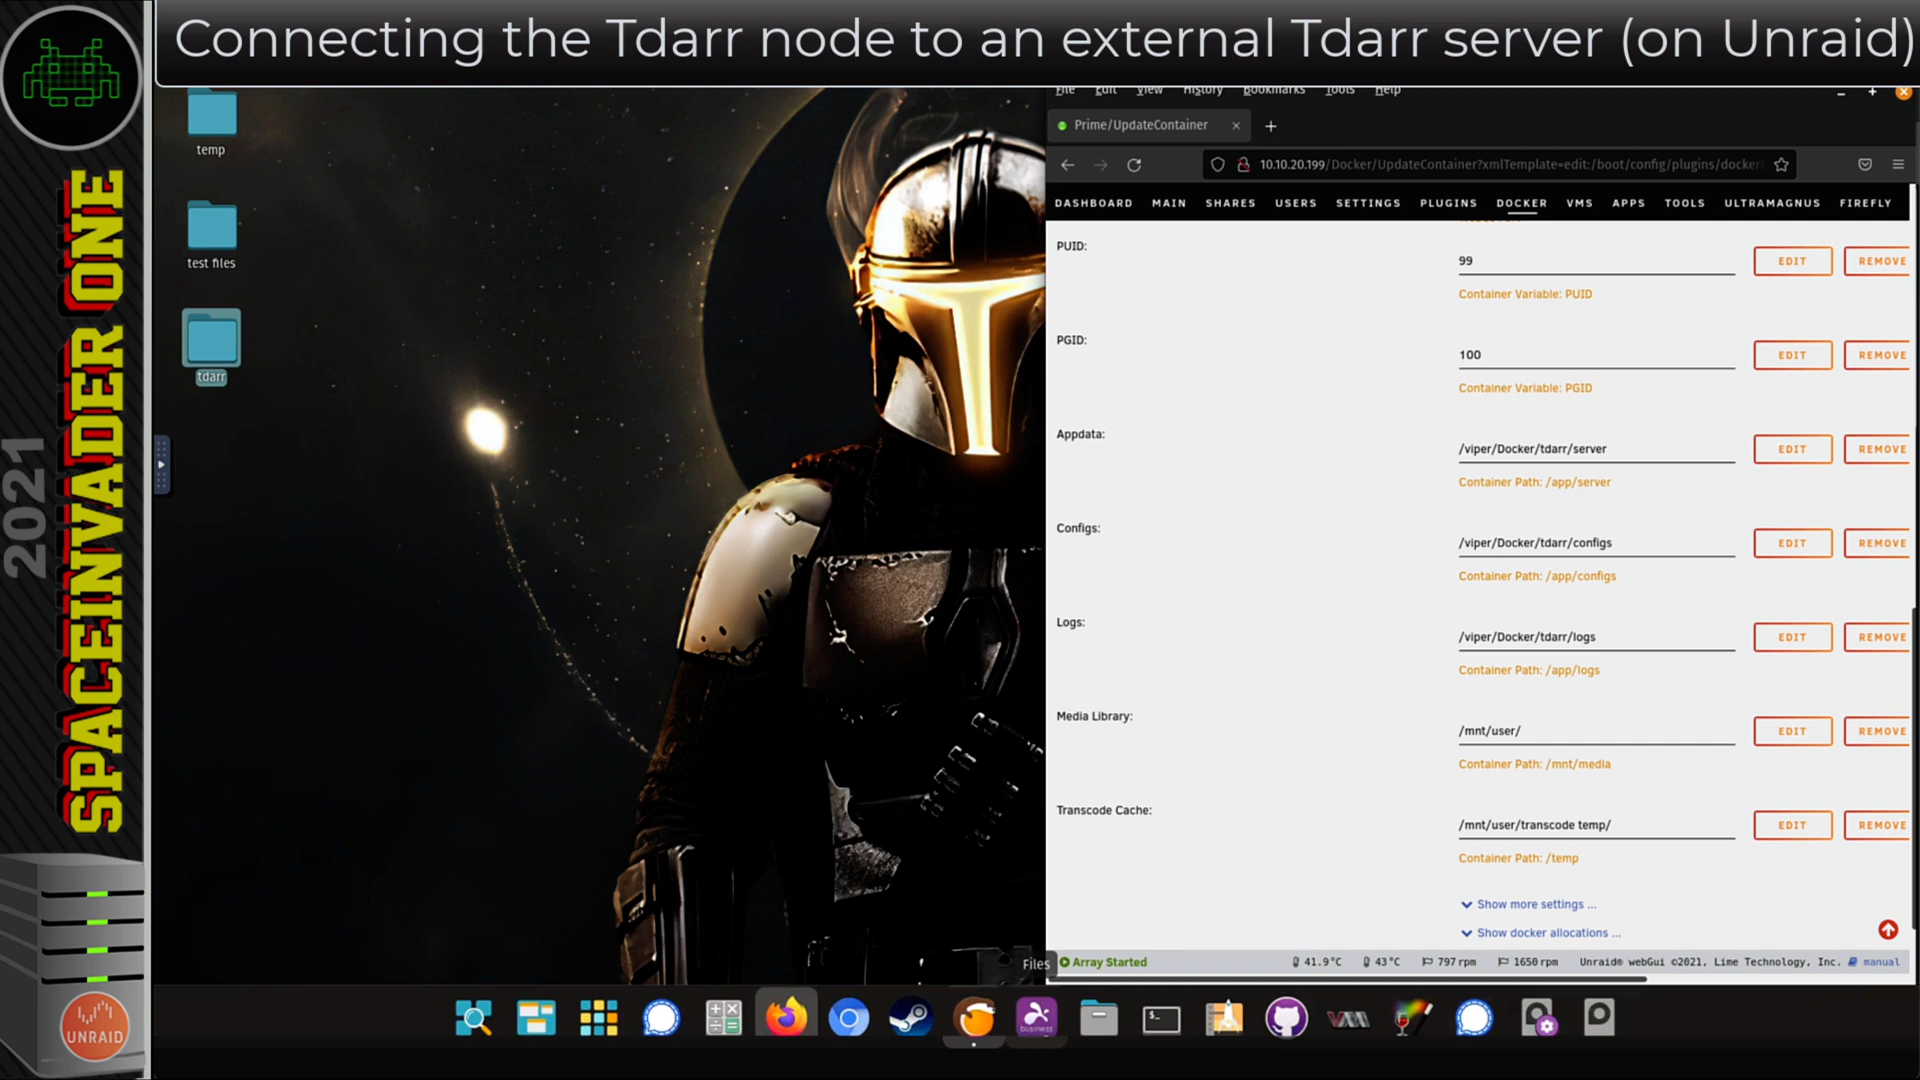 Connecting the Tdarr node to an external Tdarr server (on Unraid)
2021
SPACEINVADER ONE
UNRAID
temp
test files
tdarr
File Edit View History Bookmarks Tools Help
Prime/UpdateContainer
10.10.20.199/Docker/UpdateContainer?xmlTemplate=edit:/boot/config/plugins/docker
DASHBOARD MAIN SHARES USERS SETTINGS PLUGINS DOCKER VMS APPS TOOLS ULTRAMAGNUS FIREFLY
PUID:
99
EDIT REMOVE
Container Variable: PUID
PGID:
100
EDIT REMOVE
Container Variable: PGID
Appdata:
/viper/Docker/tdarr/server
EDIT REMOVE
Container Path: /app/server
Configs:
/viper/Docker/tdarr/configs
EDIT REMOVE
Container Path: /app/configs
Logs:
/viper/Docker/tdarr/logs
EDIT REMOVE
Container Path: /app/logs
Media Library:
/mnt/user/
EDIT REMOVE
Container Path: /mnt/media
Transcode Cache:
/mnt/user/transcode temp/
EDIT REMOVE
Container Path: /temp
Show more settings ...
Show docker allocations ...
Files
Array Started 41.9°C 43°C 797 rpm 1650 rpm Unraid® webGui ©2021, Lime Technology, Inc. manual
business